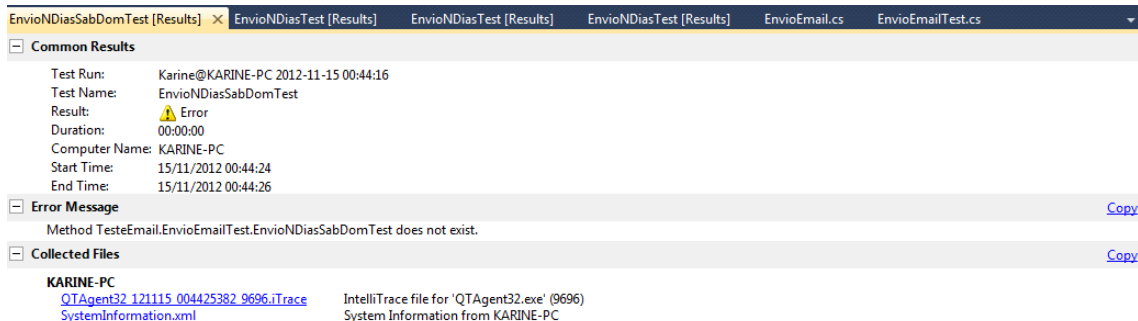 EnvioNDiasSabDomTest [Results] EnvioNDiasTest [Results] EnvioNDiasTest [Results] EnvioNDiasTest [Results] EnvioEmail.cs EnvioEmailTest.cs
Common Results
Test Run: Karine@KARINE-PC 2012-11-15 00:44:16
Test Name: EnvioNDiasSabDomTest
Result: Error
Duration: 00:00:00
Computer Name: KARINE-PC
Start Time: 15/11/2012 00:44:24
End Time: 15/11/2012 00:44:26
Error Message Copy
Method TesteEmail.EnvioEmailTest.EnvioNDiasSabDomTest does not exist.
Collected Files Copy
KARINE-PC
QTAgent32_121115_004425382_9696.iTrace IntelliTrace file for 'QTAgent32.exe' (9696)
SystemInformation.xml System Information from KARINE-PC